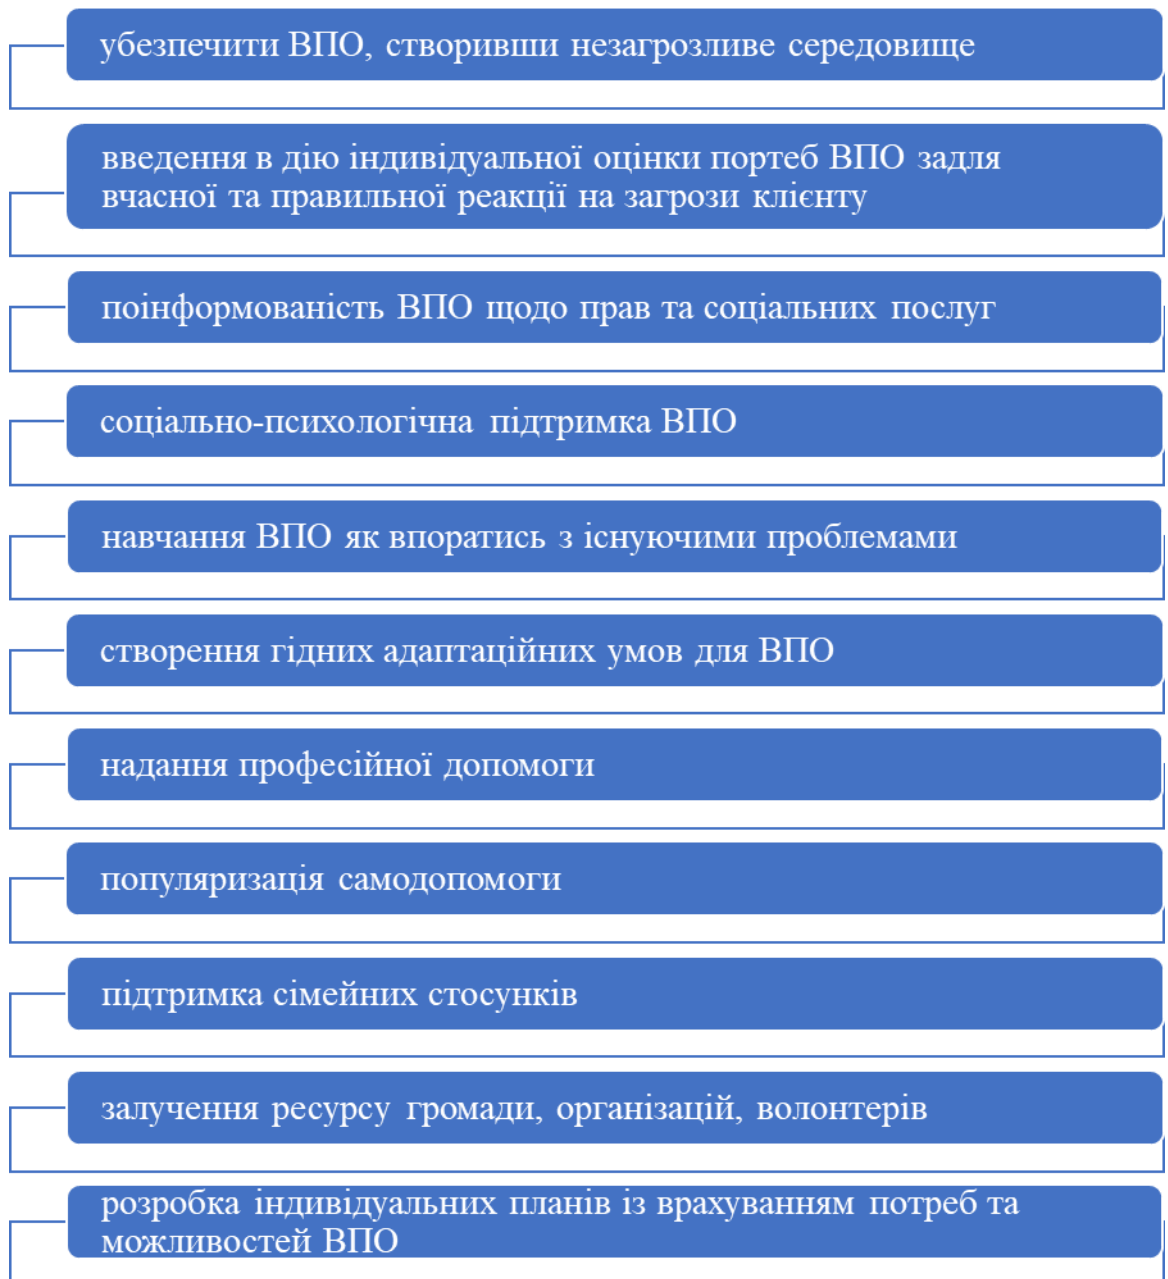 убезпечити ВПО, створивши незагрозливе середовище
введення в дію індивідуальної оцінки портеб ВПО задля
вчасної та правильної реакції на загрози клієнту
поінформованість ВПО щодо прав та соціальних послуг
соціально-психологічна підтримка ВПО
навчання ВПО як впоратись з існуючими проблемами
створення гідних адаптаційних умов для ВПО
надання професійної допомоги
популяризація самодопомоги
підтримка сімейних стосунків
залучення ресурсу громади, організацій, волонтерів
розробка індивідуальних планів із врахуванням потреб та
можливостей ВПО